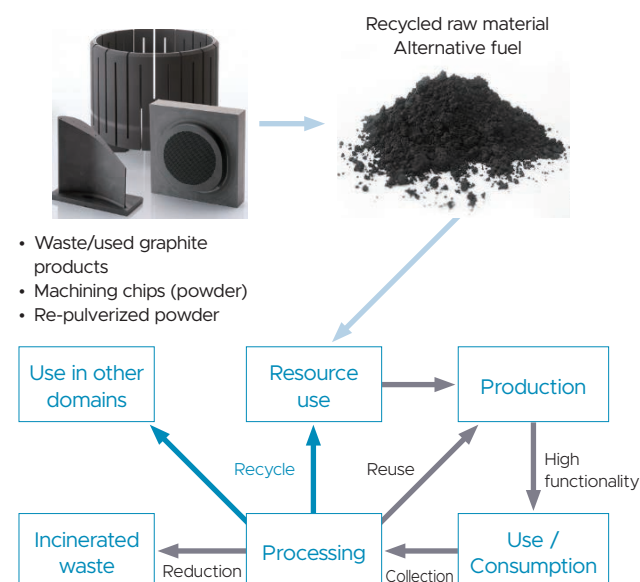 Recycled raw material
Alternative fuel
• Waste/used graphite
products
• Machining chips (powder)
• Re-pulverized powder
Use in other
domains
Resource
use
Production
Recycle
Reuse
High
functionality
Incinerated
waste
Reduction
Processing
Collection
Use /
Consumption